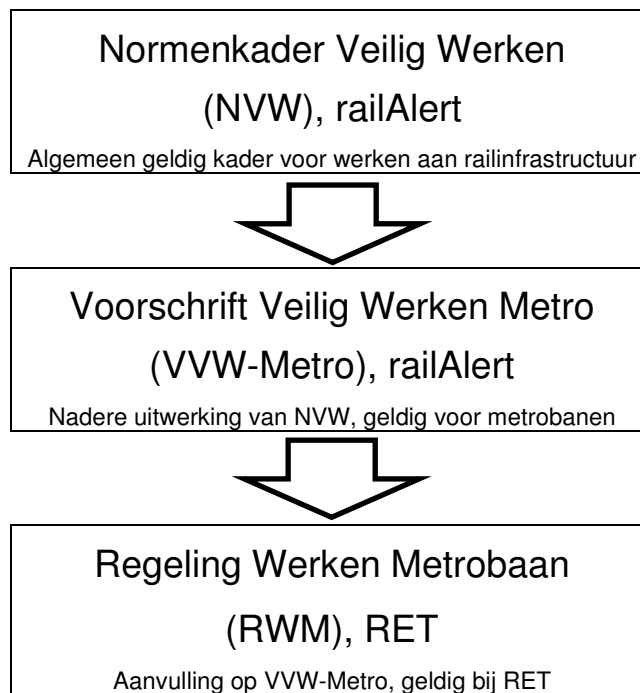 Normenkader Veilig Werken
(NVW), railAlert
Algemeen geldig kader voor werken aan railinfrastructuur
Voorschrift Veilig Werken Metro
(VVW-Metro), railAlert
Nadere uitwerking van NVW, geldig voor metrobanen
Regeling Werken Metrobaan
(RWM), RET
Aanvulling op VVW-Metro, geldig bij RET